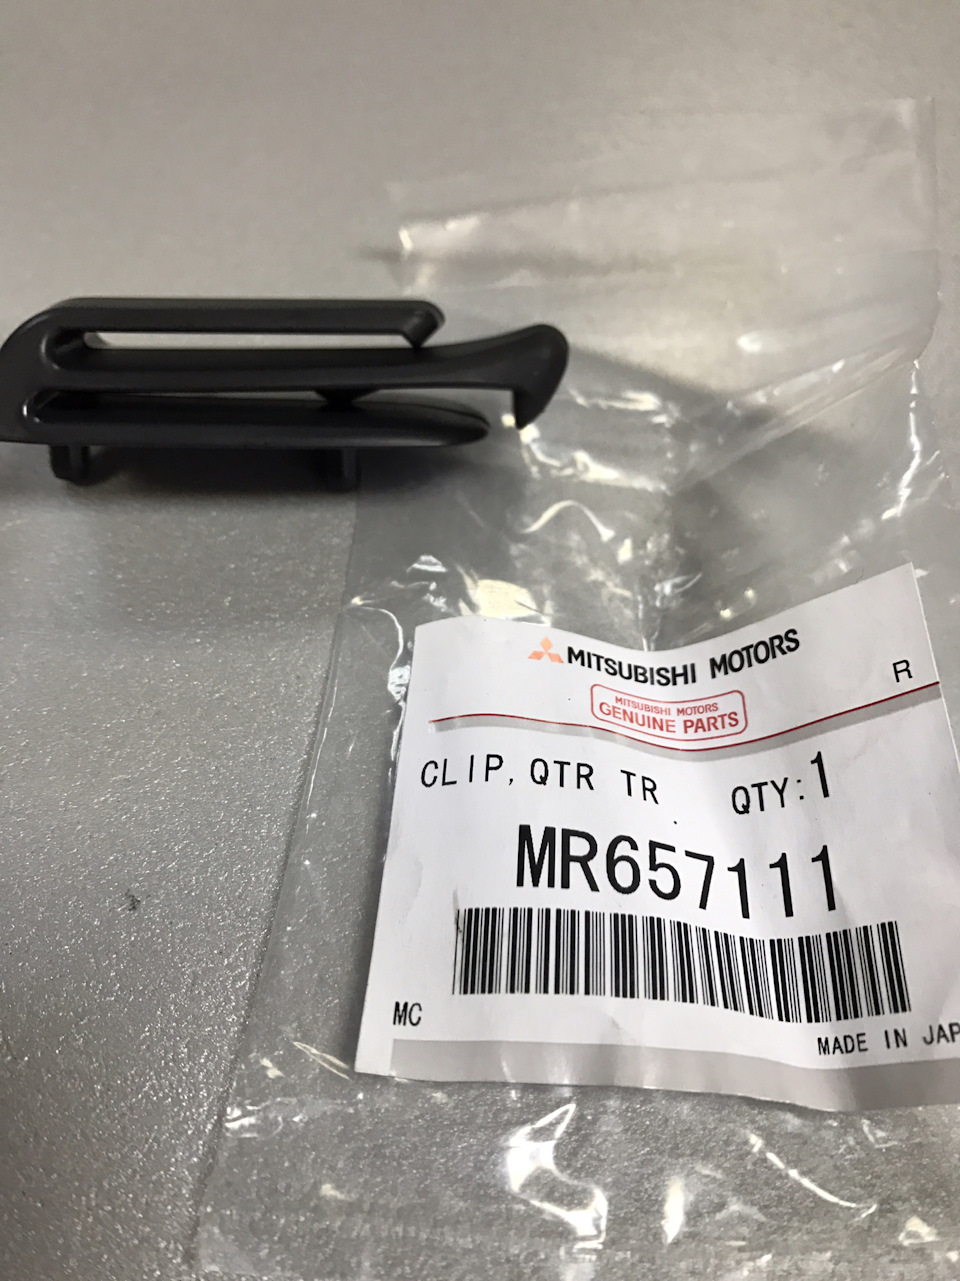 MITSUBISHI MOTORS
R
MITSUBISHI MOTORS
GENUINE PARTS
CLIP, QTR TR QTY:1
MR657111
MC
MADE IN JAP